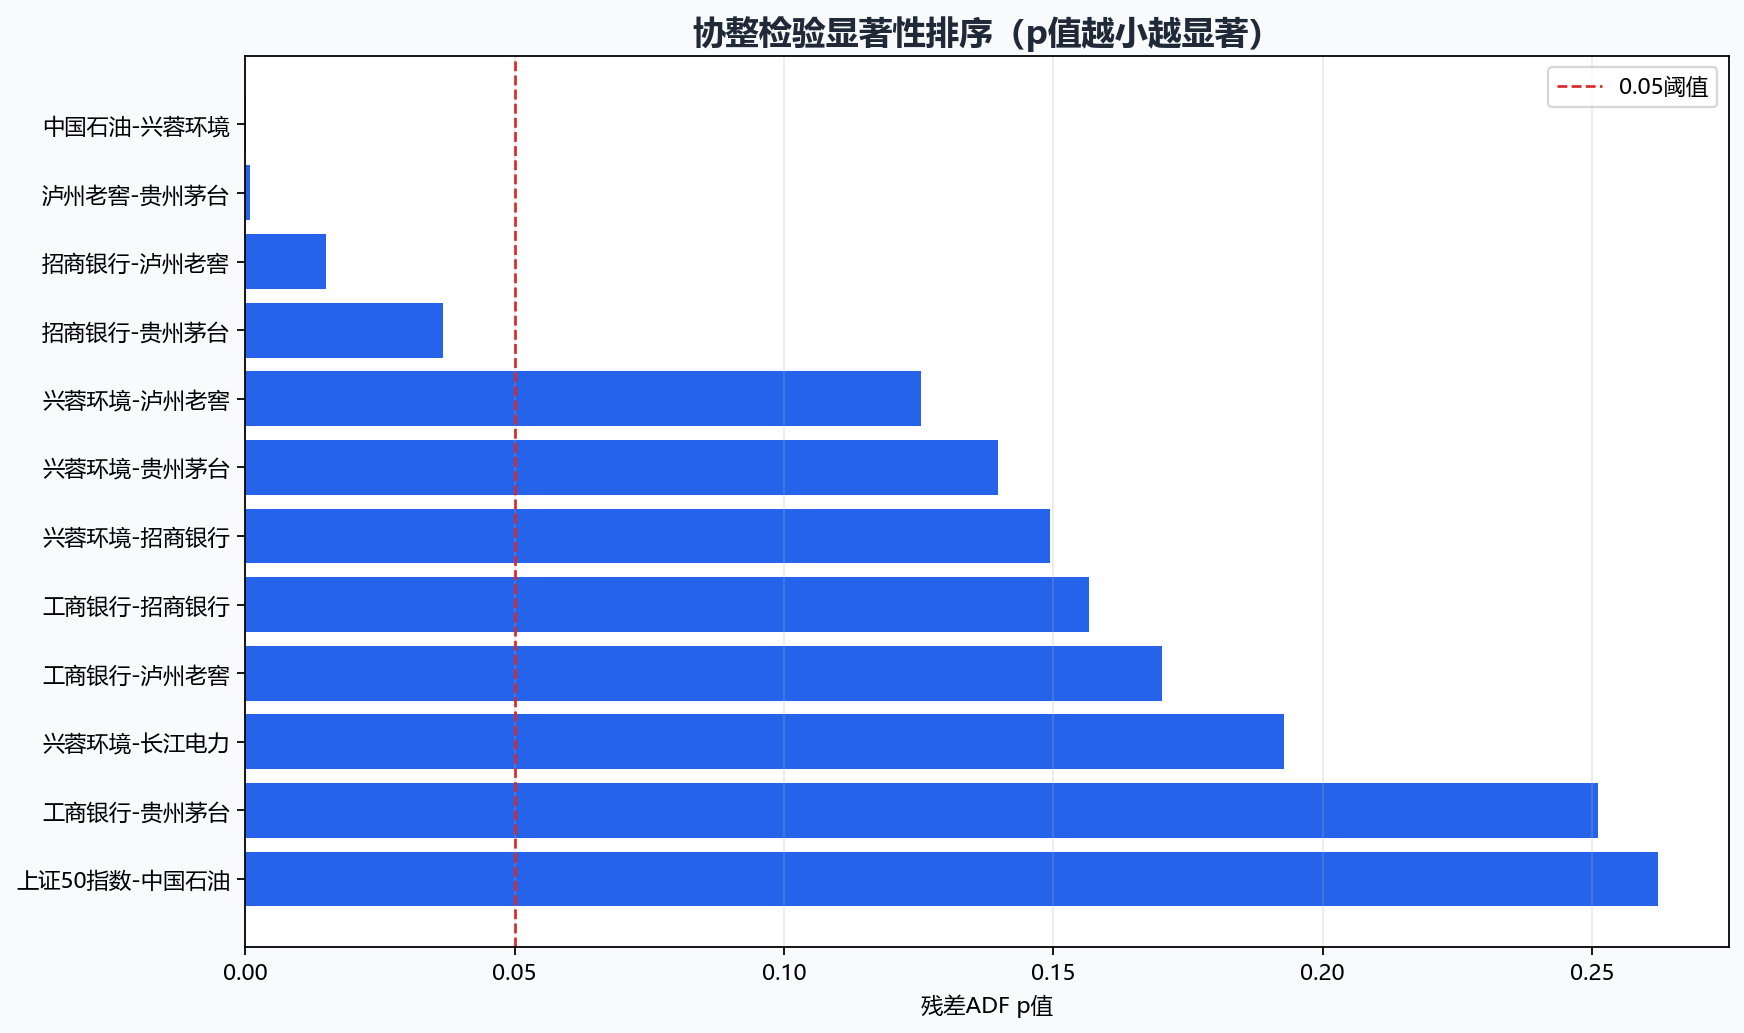 协整检验显著性排序（p值越小越显著）
0.05阈值
中国石油-兴蓉环境
泸州老窖-贵州茅台
招商银行-泸州老窖
招商银行-贵州茅台
兴蓉环境-泸州老窖
兴蓉环境-贵州茅台
兴蓉环境-招商银行
工商银行-招商银行
工商银行-泸州老窖
兴蓉环境-长江电力
工商银行-贵州茅台
上证50指数-中国石油
0.00 0.05 0.10 0.15 0.20 0.25
残差ADF p值